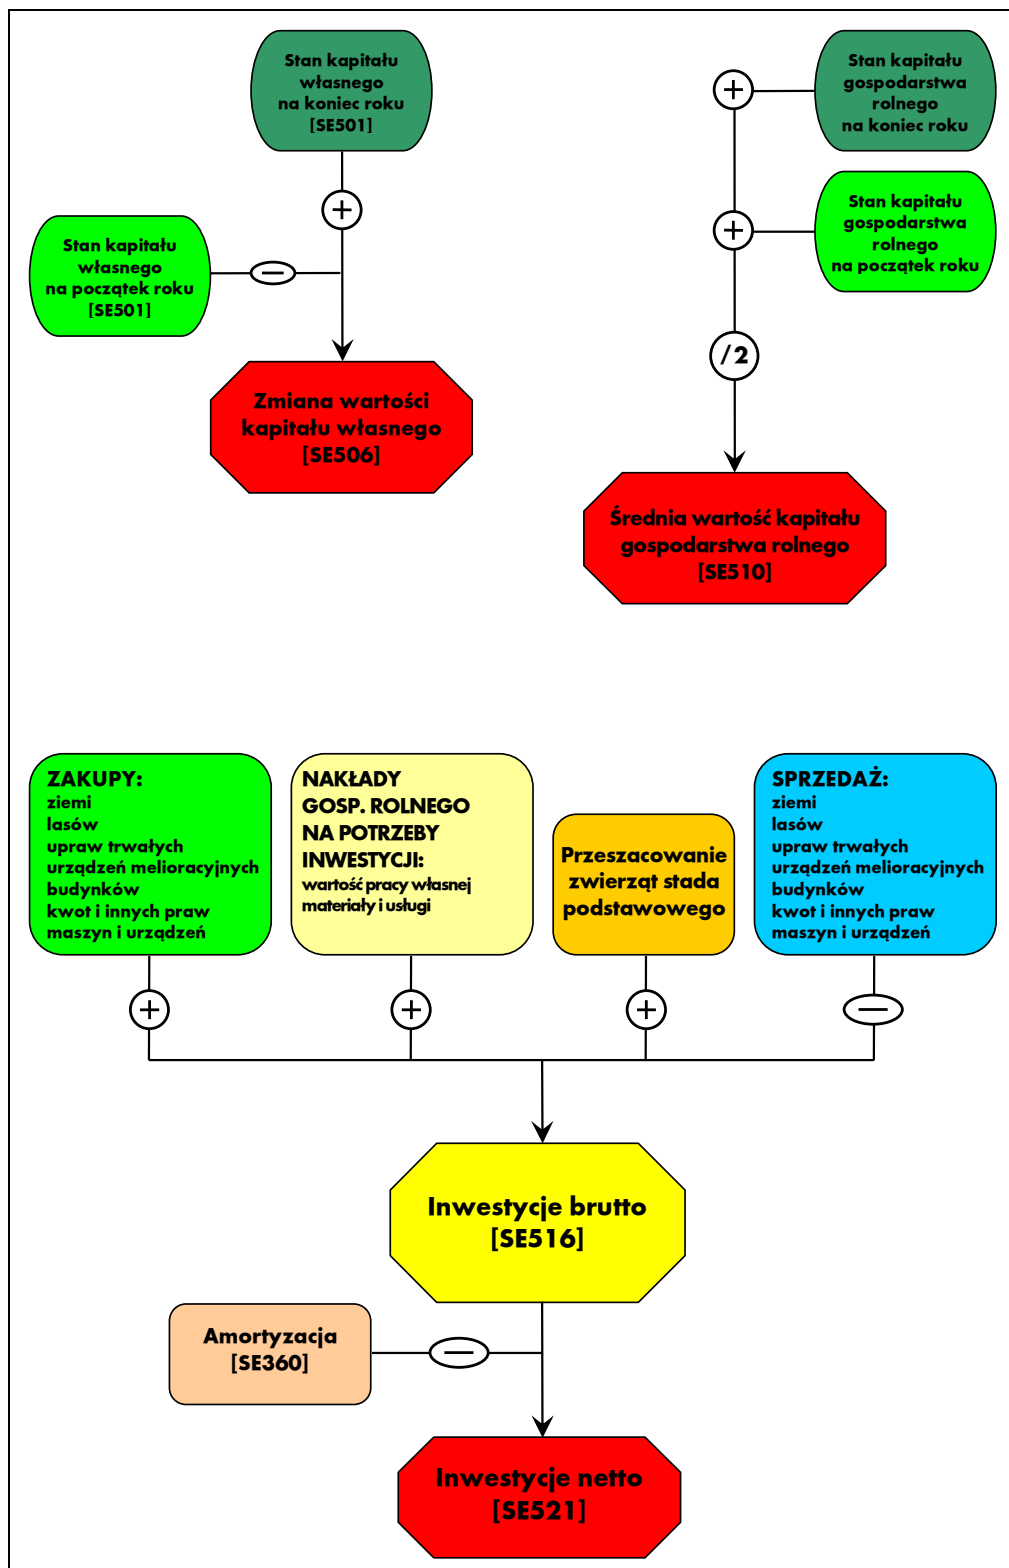 Stan kapitału
własnego
na koniec roku
[SE501]
+
Stan kapitału
własnego
na początek roku
[SE501]
−
Zmiana wartości
kapitału własnego
[SE506]
Stan kapitału
gospodarstwa
rolnego
na koniec roku
+
Stan kapitału
gospodarstwa
rolnego
na początek roku
+
/2
Średnia wartość kapitału
gospodarstwa rolnego
[SE510]
ZAKUPY:
ziemi
lasów
upraw trwałych
urządzeń melioracyjnych
budynków
kwot i innych praw
maszyn i urządzeń
NAKŁADY
GOSP. ROLNEGO
NA POTRZEBY
INWESTYCJI:
wartość pracy własnej
materiały i usługi
Przeszacowanie
zwierząt stada
podstawowego
SPRZEDAŻ:
ziemi
lasów
upraw trwałych
urządzeń melioracyjnych
budynków
kwot i innych praw
maszyn i urządzeń
+
+
+
−
Inwestycje brutto
[SE516]
Amortyzacja
[SE360]
−
Inwestycje netto
[SE521]